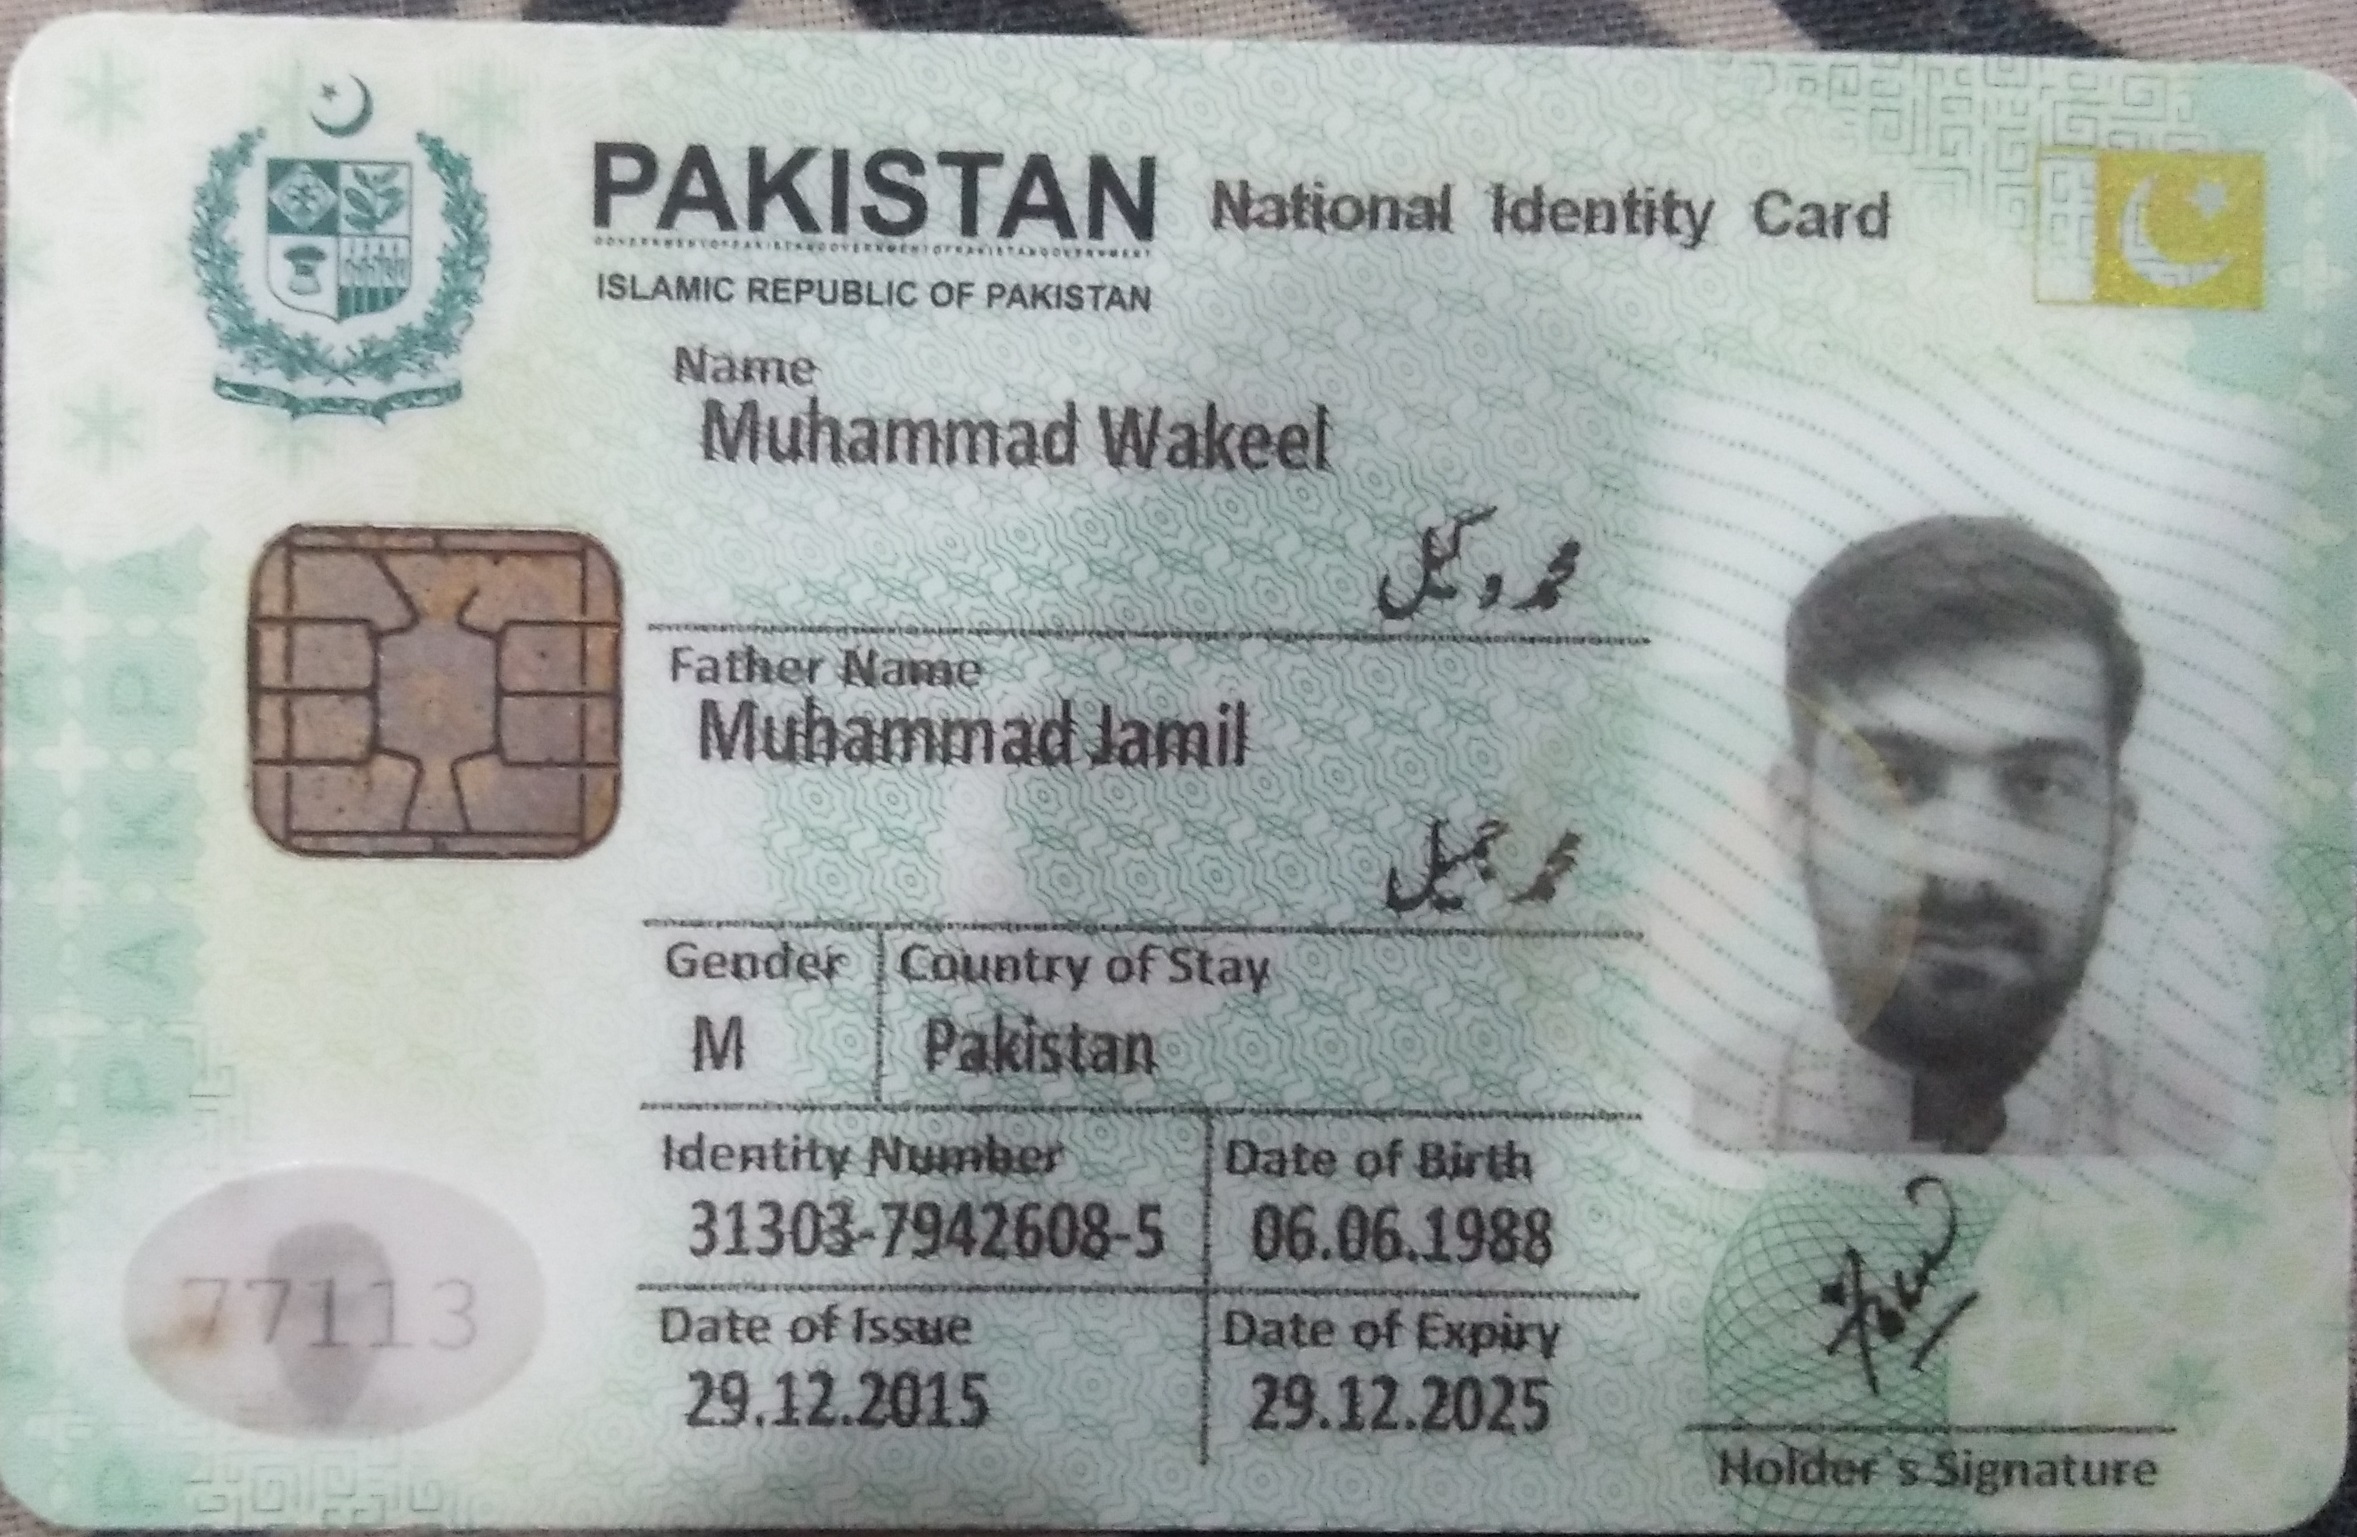 PAKISTAN National Identity Card
ISLAMIC REPUBLIC OF PAKISTAN
Name
Muhammad Wakeel
محمد وکیل
Father Name
Muhammad Jamil
محمد جمیل
Gender Country of Stay
M Pakistan
Identity Number Date of Birth
31303-7942608-5 06.06.1988
Date of Issue Date of Expiry
29.12.2015 29.12.2025
77113
Holder's Signature